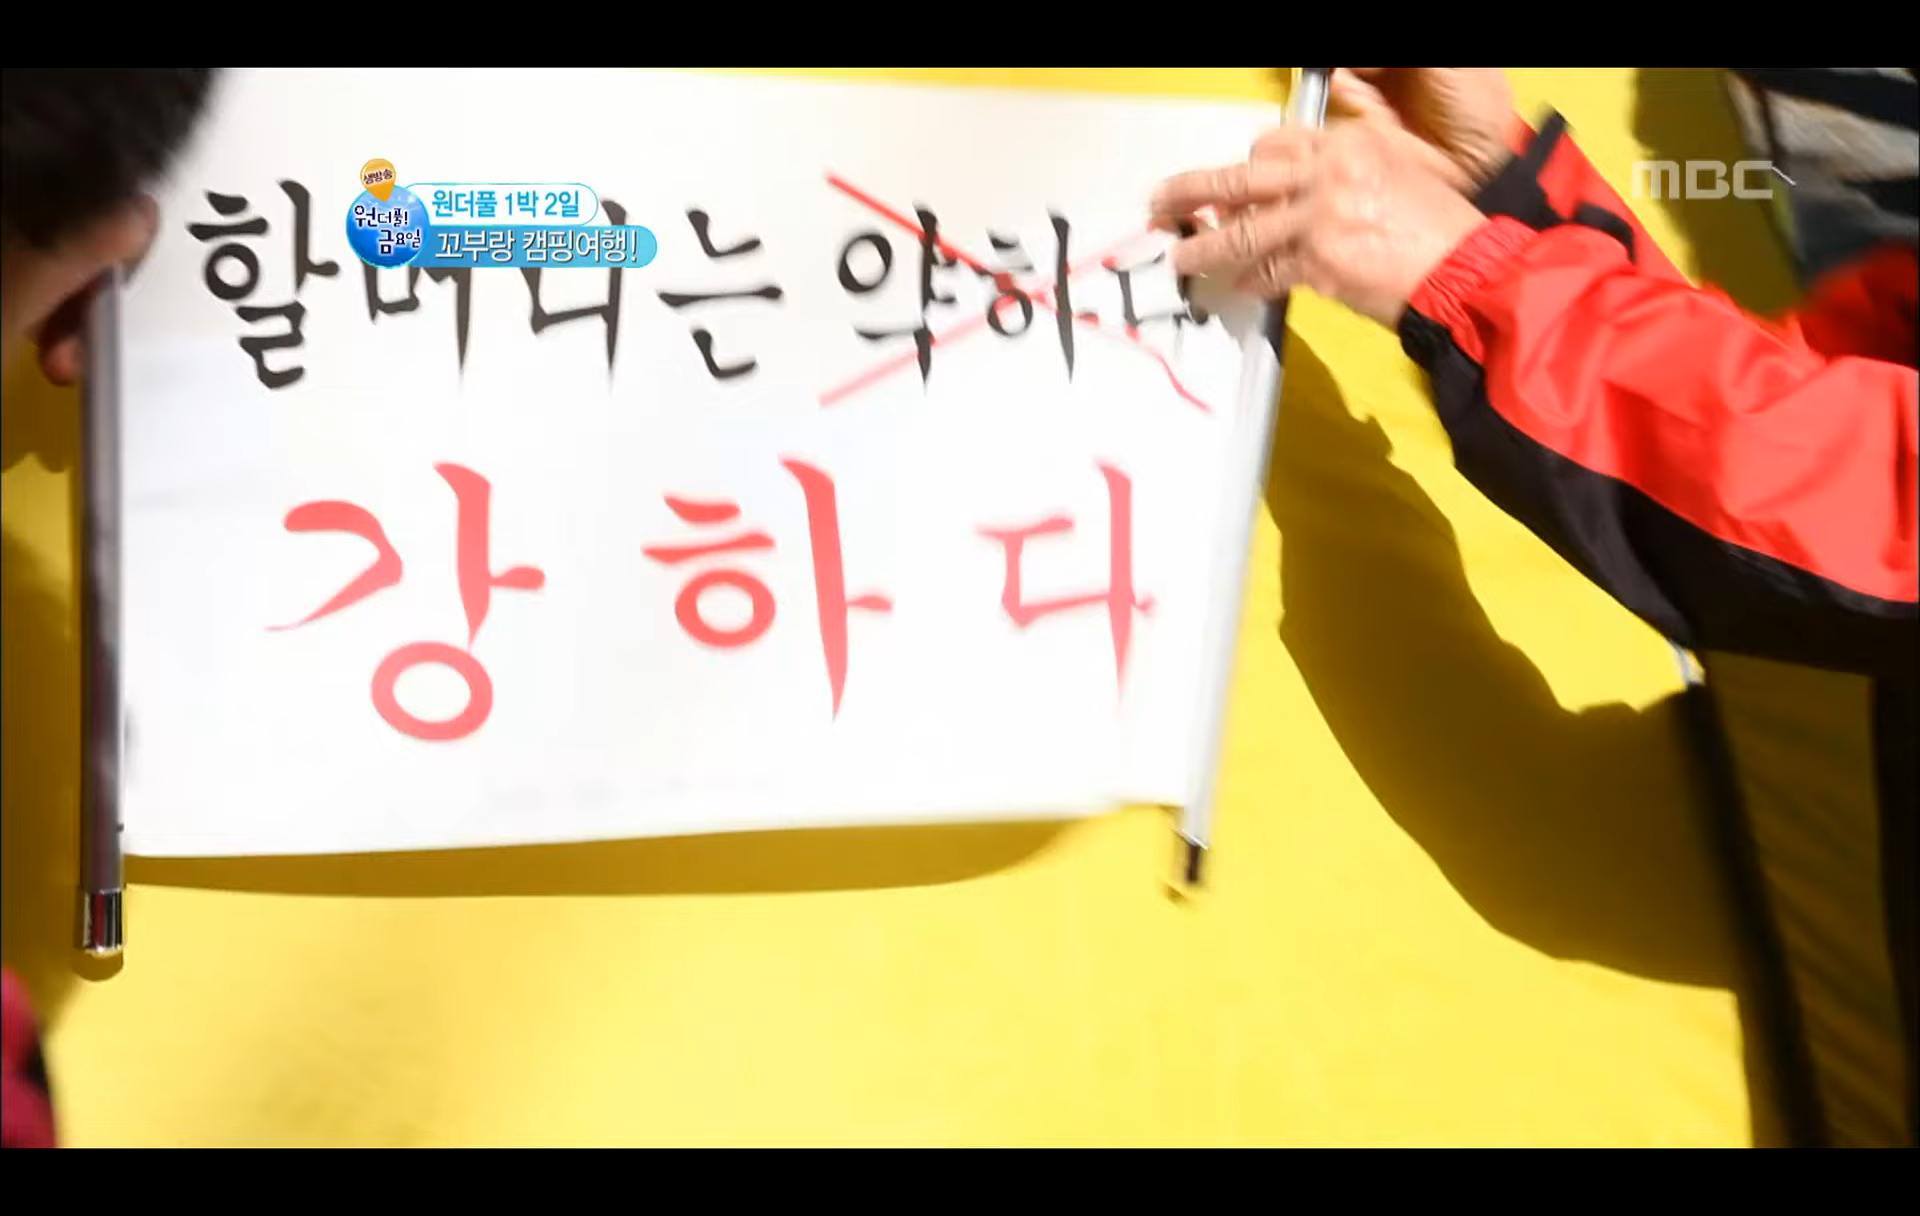 생방송
원더풀!
금요일
원더풀 1박 2일
꼬부랑 캠핑여행!
MBC
할머니는 약하다
강하다